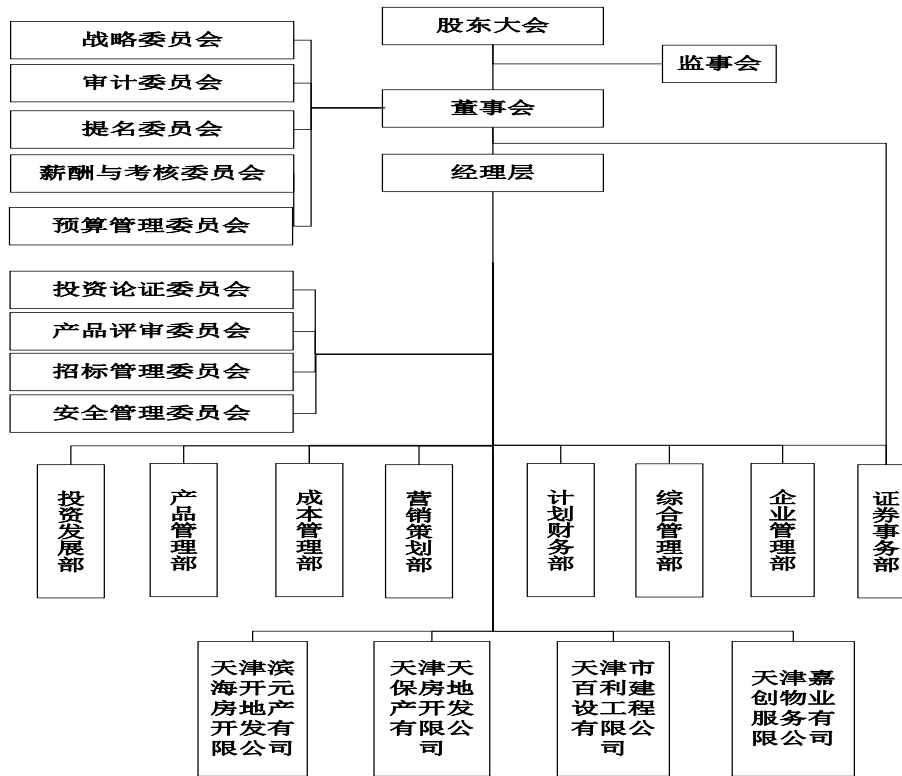 战略委员会
股东大会
监事会
审计委员会
董事会
提名委员会
薪酬与考核委员会
经理层
预算管理委员会
投资论证委员会
产品评审委员会
招标管理委员会
安全管理委员会
投资发展部
产品管理部
成本管理部
营销策划部
计划财务部
综合管理部
企业管理部
证券事务部
天津滨
海开元
房地产
开发有
限公司
天津天
保房地
产开发
有限公
司
天津市
百利建
设工程
有限公
司
天津嘉
创物业
服务有
限公司